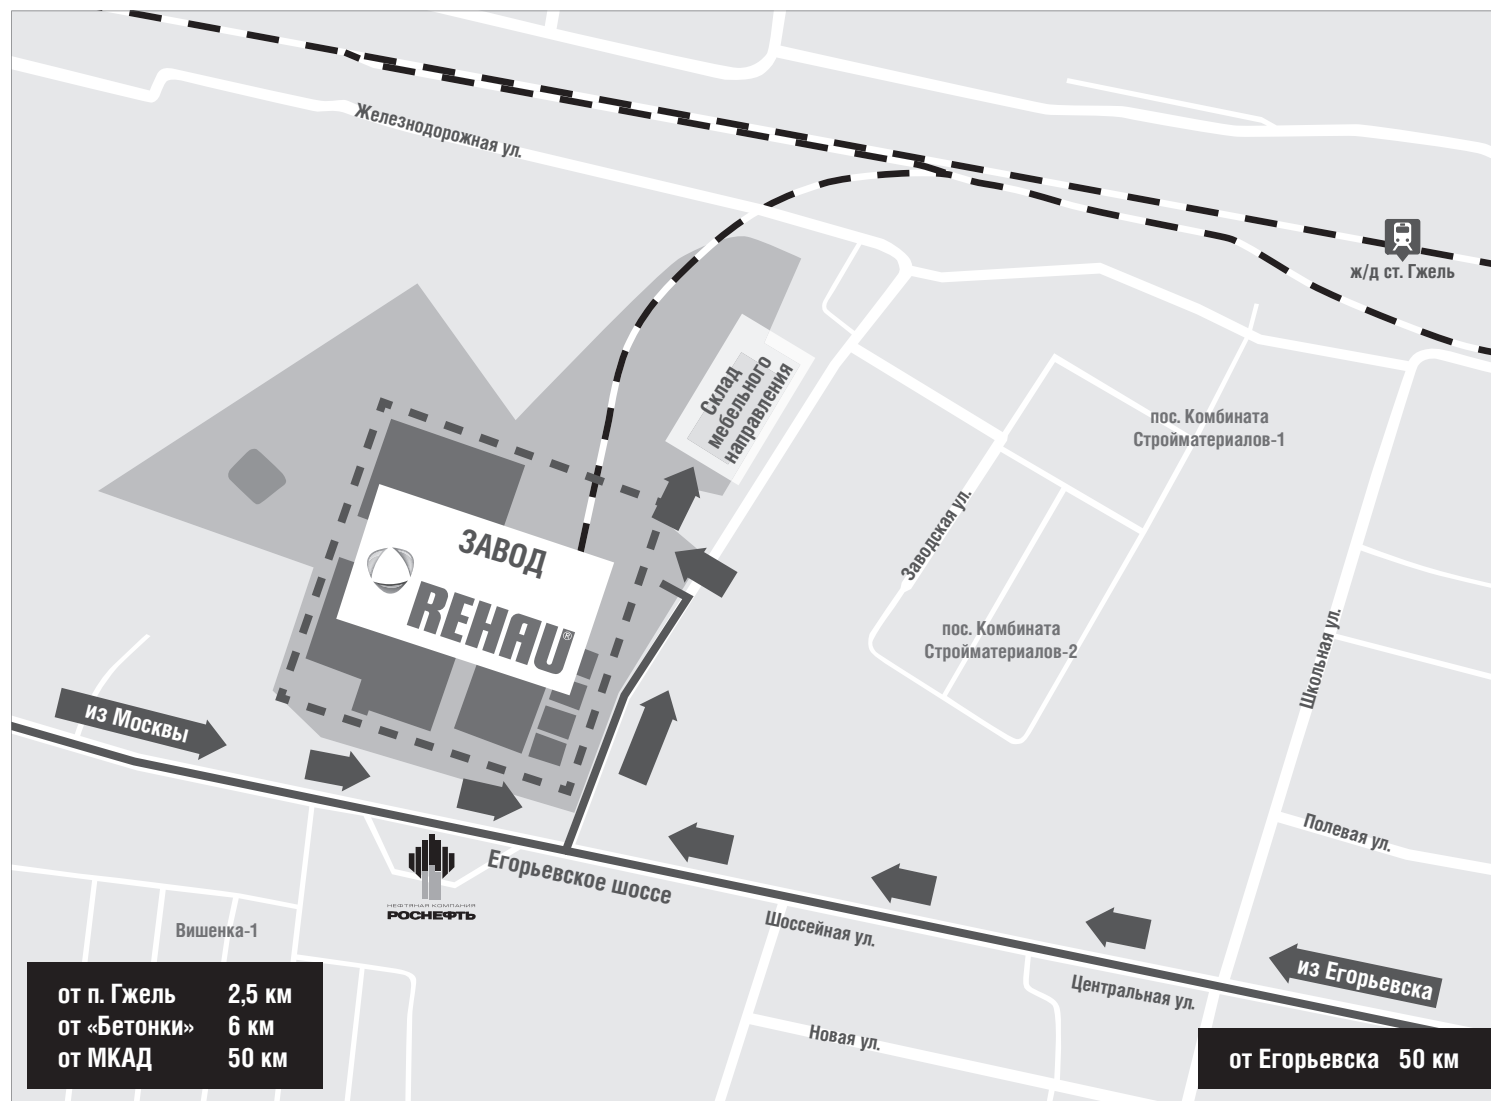 Железнодорожная ул.
ж/д ст. Гжель
Склад
мебельного
направления
пос. Комбината
Стройматериалов-1
Заводская ул.
ЗАВОД
REHAU®
пос. Комбината
Стройматериалов-2
Школьная ул.
из Москвы
Полевая ул.
Егорьевское шоссе
НЕФТЯНАЯ КОМПАНИЯ
РОСНЕФТЬ
Вишенка-1
Шоссейная ул.
из Егорьевска
Центральная ул.
Новая ул.
от п. Гжель 2,5 км
от «Бетонки» 6 км
от МКАД 50 км
от Егорьевска 50 км